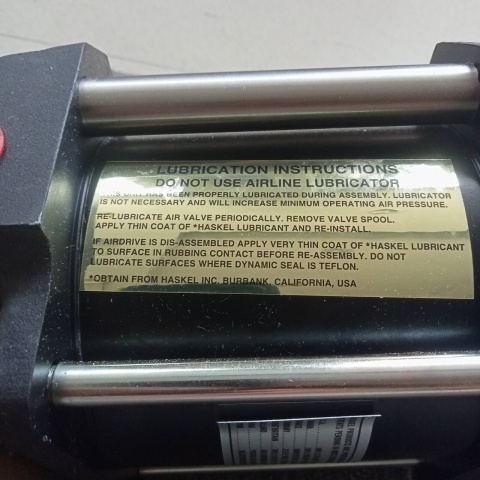 LUBRICATION INSTRUCTIONS
DO NOT USE AIRLINE LUBRICATOR
THIS UNIT HAS BEEN PROPERLY LUBRICATED DURING ASSEMBLY. LUBRICATOR
IS NOT NECESSARY AND WILL INCREASE MINIMUM OPERATING AIR PRESSURE.
RE-LUBRICATE AIR VALVE PERIODICALLY. REMOVE VALVE SPOOL.
APPLY THIN COAT OF *HASKEL LUBRICANT AND RE-INSTALL.
IF AIRDRIVE IS DIS-ASSEMBLED APPLY VERY THIN COAT OF *HASKEL LUBRICANT
TO SURFACE IN RUBBING CONTACT BEFORE RE-ASSEMBLY. DO NOT
LUBRICATE SURFACES WHERE DYNAMIC SEAL IS TEFLON.
*OBTAIN FROM HASKEL INC. BURBANK, CALIFORNIA, USA